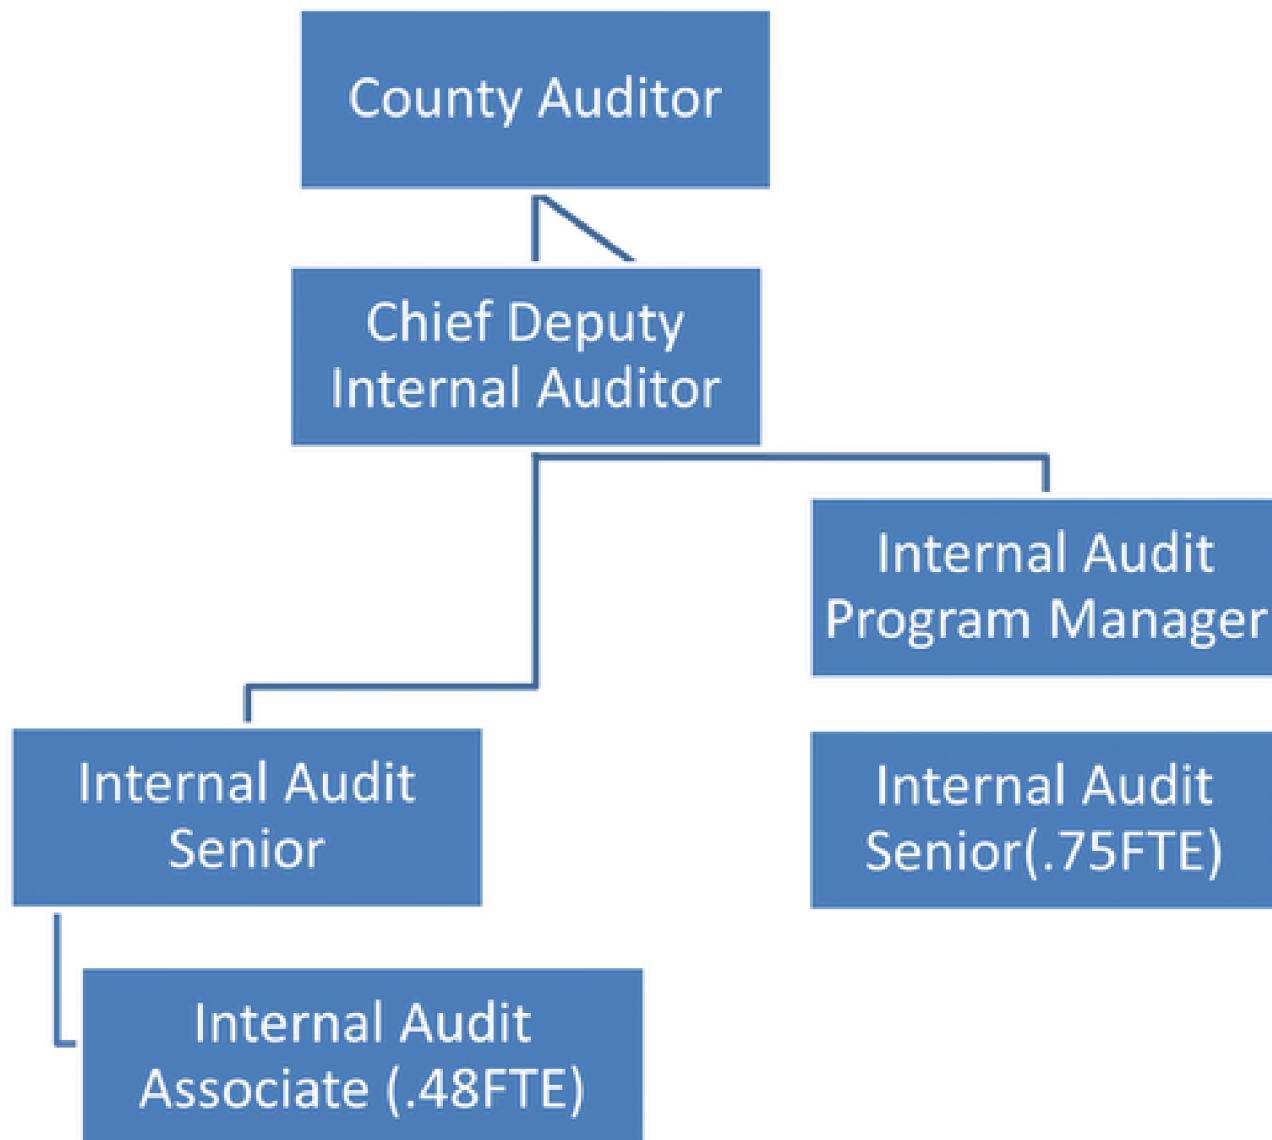 County Auditor
Chief Deputy
Internal Auditor
Internal Audit
Program Manager
Internal Audit
Senior
Internal Audit
Senior(.75FTE)
Internal Audit
Associate (.48FTE)